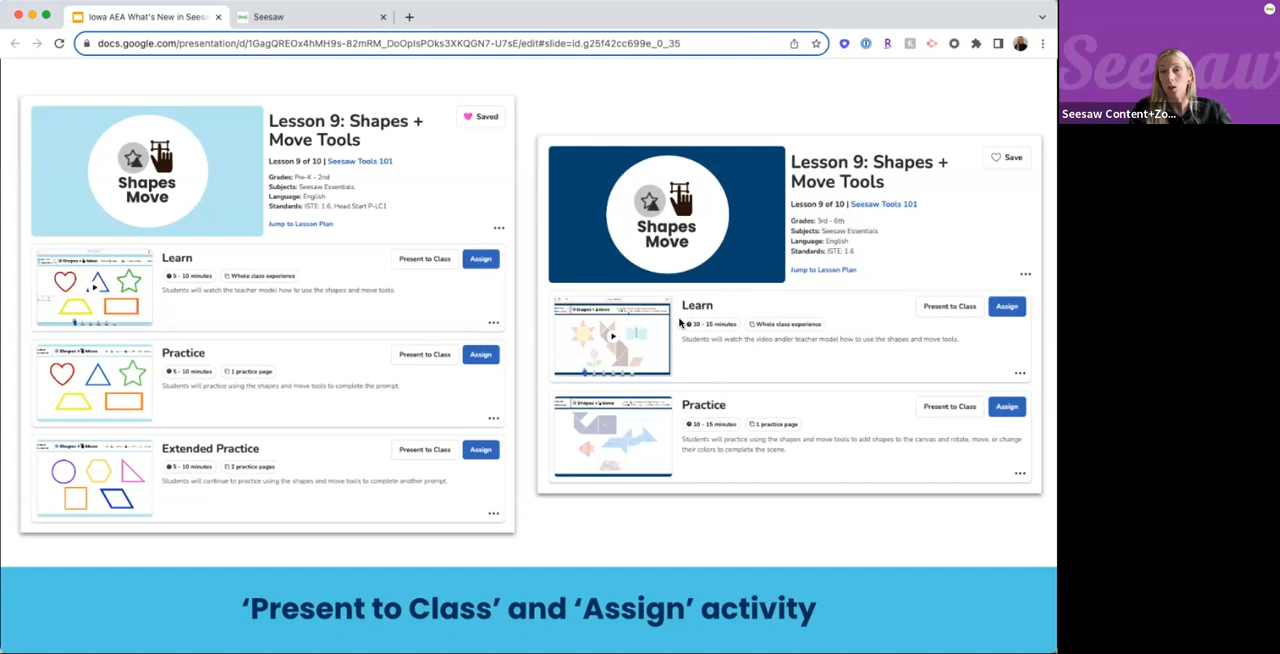 Iowa AEA What's New in Seesa
Seesaw
docs.google.com/presentation/d/1GagQREOx4hMH9s-82mRM_DoOpIsPOks3XKQGN7-U7sE/edit#slide=id.g25f42cc699e_0_35
Seesaw
Seesaw Content+Zo...
Shapes
Move
Lesson 9: Shapes +
Move Tools
Saved
Lesson 9 of 10 | Seesaw Tools 101
Grades: Pre-K - 2nd
Subjects: Seesaw Essentials
Language: English
Standards: ISTE: 1.6, Head Start P-LC1
Jump to Lesson Plan
Learn
Present to Class
Assign
5 - 10 minutes
Whole class experience
Students will watch the teacher model how to use the shapes and move tools.
Practice
Present to Class
Assign
5 - 10 minutes
1 practice page
Students will practice using the shapes and move tools to complete the prompt.
Extended Practice
Present to Class
Assign
5 - 10 minutes
2 practice pages
Students will continue to practice using the shapes and move tools to complete another prompt.
Shapes
Move
Lesson 9: Shapes +
Move Tools
Save
Lesson 9 of 10 | Seesaw Tools 101
Grades: 3rd - 6th
Subjects: Seesaw Essentials
Language: English
Standards: ISTE: 1.6
Jump to Lesson Plan
Learn
Present to Class
Assign
10 - 15 minutes
Whole class experience
Students will watch the video and/or teacher model how to use the shapes and move tools.
Practice
Present to Class
Assign
10 - 15 minutes
1 practice page
Students will practice using the shapes and move tools to add shapes to the canvas and rotate, move, or change
their colors to complete the scene.
‘Present to Class’ and ‘Assign’ activity